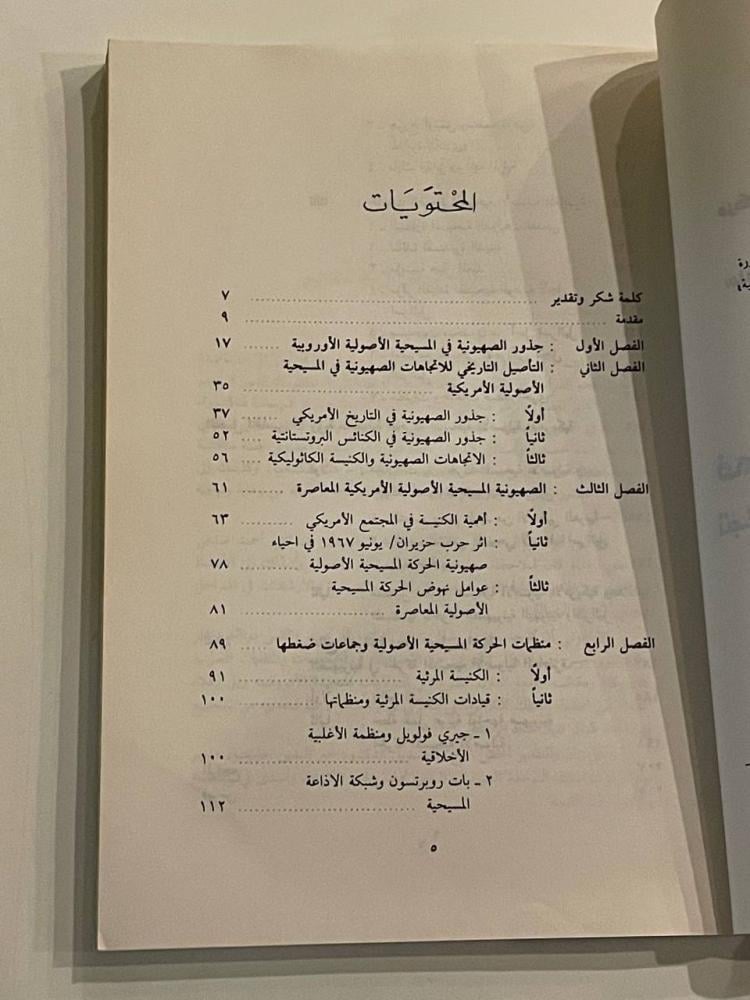 المحْتوَيَات
كلمة شكر وتقدير ........ ٧
مقدمة ........ ٩
الفصل الأول : جذور الصهيونية في المسيحية الأصولية الأوروبية ........ ١٧
الفصل الثاني : التأصيل التاريخي للاتجاهات الصهيونية في المسيحية
الأصولية الأمريكية ........ ٣٥
أولاً : جذور الصهيونية في التاريخ الأمريكي ........ ٣٧
ثانياً : جذور الصهيونية في الكنائس البروتستانتية ........ ٥٢
ثالثاً : الاتجاهات الصهيونية والكنيسة الكاثوليكية ........ ٥٦
الفصل الثالث : الصهيونية المسيحية الأصولية الأمريكية المعاصرة ........ ٦١
أولاً : أهمية الكنيسة في المجتمع الأمريكي ........ ٦٣
ثانياً : اثر حرب حزيران/ يونيو ١٩٦٧ في احياء
صهيونية الحركة المسيحية الأصولية ........ ٧٨
ثالثاً : عوامل نهوض الحركة المسيحية
الأصولية المعاصرة ........ ٨١
الفصل الرابع : منظمات الحركة المسيحية الأصولية وجماعات ضغطها ........ ٨٩
أولاً : الكنيسة المرئية ........ ٩١
ثانياً : قيادات الكنيسة المرئية ومنظماتها ........ ١٠٠
١ ـ جيري فولويل ومنظمة الأغلبية
الأخلاقية ........ ١٠٠
٢ ـ بات روبرتسون وشبكة الاذاعة
المسيحية ........ ١١٢
٥